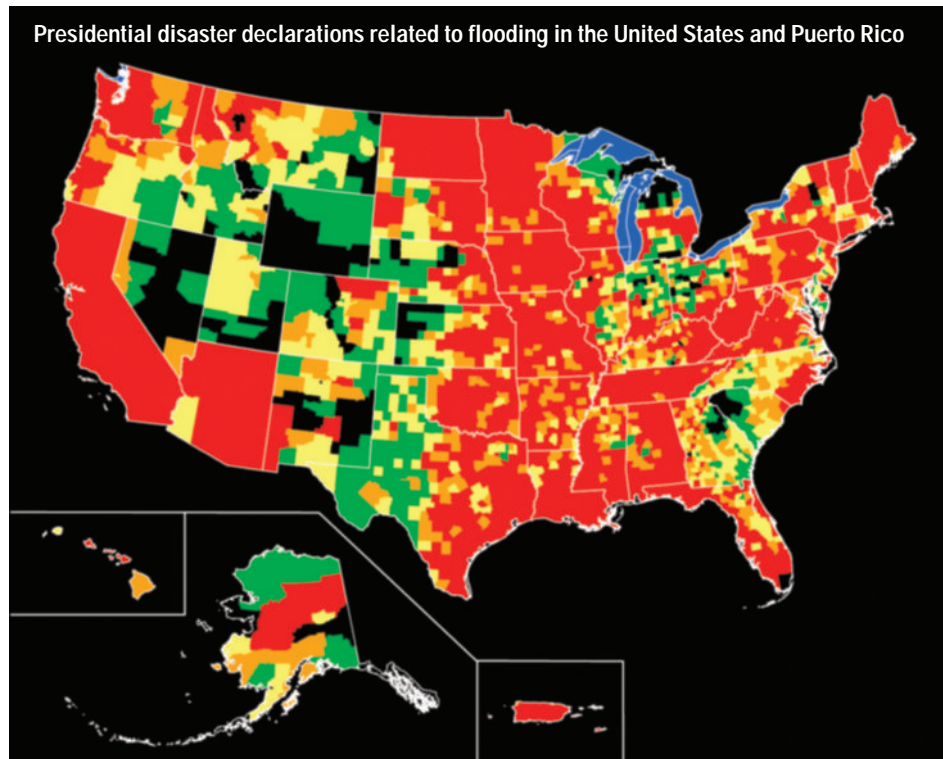 Presidential disaster declarations related to flooding in the United States and Puerto Rico